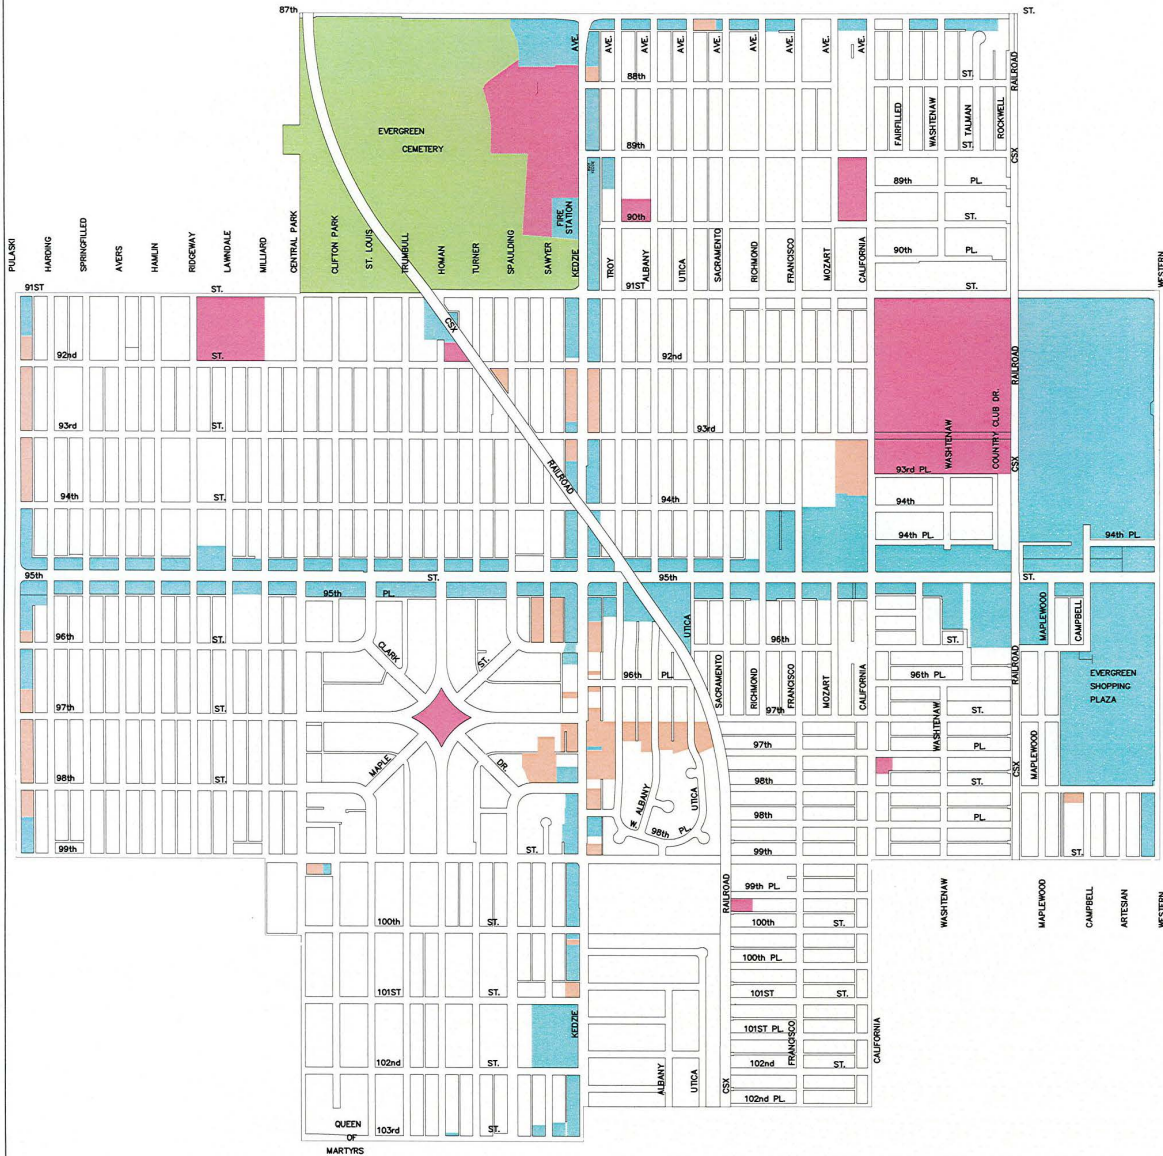 87th ST.
AVE. AVE. AVE. AVE. AVE. AVE. AVE. AVE.
RAILROAD
88th ST.
FAIRFILLED
WASHTENAW
TALMAN
ROCKWELL
EVERGREEN
CEMETERY
89th ST.
CSX
89th PL.
FIRE
STATION
90th ST.
90th PL.
PULASKI
HARDING
SPRINGFILLED
AVERS
HAMLIN
RIDGEWAY
LAWNDALE
MILLIARD
CENTRAL PARK
CLIFTON PARK
ST. LOUIS
TRUMBULL
HOMAN
TURNER
SPAULDING
SAWYER
KEDZIE
TROY
ALBANY
UTICA
SACRAMENTO
RICHMOND
FRANCISCO
MOZART
CALIFORNIA
WESTERN
91ST ST. 91ST ST.
CSX
92nd ST. 92nd
RAILROAD
COUNTRY CLUB DR.
WASHTENAW
93rd ST. 93rd
RAILROAD
93rd PL.
CSX
94th ST. 94th 94th
94th PL. 94th PL.
95th ST. 95th ST.
95th PL.
MAPLEWOOD
CAMPBELL
UTICA
96th ST. 96th ST.
CLARK
ST.
96th PL. 96th PL.
RAILROAD
EVERGREEN
SHOPPING
PLAZA
SACRAMENTO
RICHMOND
FRANCISCO
MOZART
CALIFORNIA
97th ST. 97th ST.
WASHTENAW
MAPLEWOOD
97th PL.
MAPLE
DR.
CSX
98th ST. 98th ST.
W. ALBANY
UTICA
98th PL.
98th PL.
99th ST. 99th ST.
99th PL.
RAILROAD
WASHTENAW
MAPLEWOOD
CAMPBELL
ARTESIAN
WESTERN
100th ST. 100th ST.
100th PL.
101ST ST. 101ST ST.
KEDZIE
101ST PL.
FRANCISCO
CALIFORNIA
102nd ST. 102nd ST.
ALBANY
UTICA
CSX
102nd PL.
103rd ST.
QUEEN
OF
MARTYRS